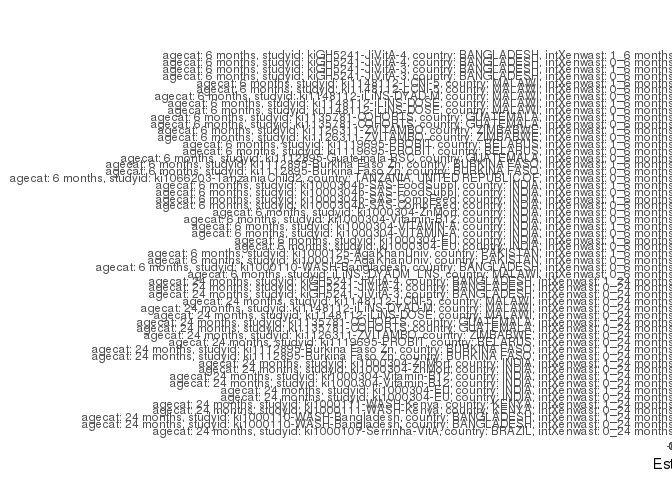 agecat: 6 months, studyid: kiGH5241-JiVitA-4, country: BANGLADESH, intXenwast: 1_6 months
agecat: 6 months, studyid: kiGH5241-JiVitA-4, country: BANGLADESH, intXenwast: 0_6 months
agecat: 6 months, studyid: kiGH5241-JiVitA-3, country: BANGLADESH, intXenwast: 1_6 months
agecat: 6 months, studyid: kiGH5241-JiVitA-3, country: BANGLADESH, intXenwast: 0_6 months
agecat: 6 months, studyid: ki1148112-LCNI-5, country: MALAWI, intXenwast: 1_6 months
agecat: 6 months, studyid: ki1148112-LCNI-5, country: MALAWI, intXenwast: 0_6 months
agecat: 6 months, studyid: ki1148112-iLiNS-DYAD-M, country: MALAWI, intXenwast: 0_6 months
agecat: 6 months, studyid: ki1148112-iLiNS-DOSE, country: MALAWI, intXenwast: 1_6 months
agecat: 6 months, studyid: ki1148112-iLiNS-DOSE, country: MALAWI, intXenwast: 0_6 months
agecat: 6 months, studyid: ki1135781-COHORTS, country: GUATEMALA, intXenwast: 1_6 months
agecat: 6 months, studyid: ki1135781-COHORTS, country: GUATEMALA, intXenwast: 0_6 months
agecat: 6 months, studyid: ki1126311-ZVITAMBO, country: ZIMBABWE, intXenwast: 1_6 months
agecat: 6 months, studyid: ki1126311-ZVITAMBO, country: ZIMBABWE, intXenwast: 0_6 months
agecat: 6 months, studyid: ki1119695-PROBIT, country: BELARUS, intXenwast: 1_6 months
agecat: 6 months, studyid: ki1119695-PROBIT, country: BELARUS, intXenwast: 0_6 months
agecat: 6 months, studyid: ki1112895-Guatemala BSC, country: GUATEMALA, intXenwast: 0_6 months
agecat: 6 months, studyid: ki1112895-Burkina Faso Zn, country: BURKINA FASO, intXenwast: 1_6 months
agecat: 6 months, studyid: ki1112895-Burkina Faso Zn, country: BURKINA FASO, intXenwast: 0_6 months
agecat: 6 months, studyid: ki1066203-TanzaniaChild2, country: TANZANIA, UNITED REPUBLIC OF, intXenwast: 0_6 months
agecat: 6 months, studyid: ki1000304b-SAS-FoodSuppl, country: INDIA, intXenwast: 1_6 months
agecat: 6 months, studyid: ki1000304b-SAS-FoodSuppl, country: INDIA, intXenwast: 0_6 months
agecat: 6 months, studyid: ki1000304b-SAS-CompFeed, country: INDIA, intXenwast: 1_6 months
agecat: 6 months, studyid: ki1000304b-SAS-CompFeed, country: INDIA, intXenwast: 0_6 months
agecat: 6 months, studyid: ki1000304-ZnMort, country: INDIA, intXenwast: 0_6 months
agecat: 6 months, studyid: ki1000304-Vitamin-B12, country: INDIA, intXenwast: 0_6 months
agecat: 6 months, studyid: ki1000304-VITAMIN-A, country: INDIA, intXenwast: 1_6 months
agecat: 6 months, studyid: ki1000304-VITAMIN-A, country: INDIA, intXenwast: 0_6 months
agecat: 6 months, studyid: ki1000304-EU, country: INDIA, intXenwast: 1_6 months
agecat: 6 months, studyid: ki1000304-EU, country: INDIA, intXenwast: 0_6 months
agecat: 6 months, studyid: ki1000125-AgaKhanUniv, country: PAKISTAN, intXenwast: 1_6 months
agecat: 6 months, studyid: ki1000125-AgaKhanUniv, country: PAKISTAN, intXenwast: 0_6 months
agecat: 6 months, studyid: ki1000110-WASH-Bangladesh, country: BANGLADESH, intXenwast: 0_6 months
agecat: 6 months, studyid: iLiNS_DYADM_LNS, country: MALAWI, intXenwast: 0_6 months
agecat: 24 months, studyid: kiGH5241-JiVitA-4, country: BANGLADESH, intXenwast: 1_24 months
agecat: 24 months, studyid: kiGH5241-JiVitA-4, country: BANGLADESH, intXenwast: 0_24 months
agecat: 24 months, studyid: kiGH5241-JiVitA-3, country: BANGLADESH, intXenwast: 0_24 months
agecat: 24 months, studyid: ki1148112-LCNI-5, country: MALAWI, intXenwast: 0_24 months
agecat: 24 months, studyid: ki1148112-iLiNS-DYAD-M, country: MALAWI, intXenwast: 0_24 months
agecat: 24 months, studyid: ki1148112-iLiNS-DOSE, country: MALAWI, intXenwast: 0_24 months
agecat: 24 months, studyid: ki1135781-COHORTS, country: GUATEMALA, intXenwast: 1_24 months
agecat: 24 months, studyid: ki1135781-COHORTS, country: GUATEMALA, intXenwast: 0_24 months
agecat: 24 months, studyid: ki1126311-ZVITAMBO, country: ZIMBABWE, intXenwast: 0_24 months
agecat: 24 months, studyid: ki1119695-PROBIT, country: BELARUS, intXenwast: 0_24 months
agecat: 24 months, studyid: ki1112895-Burkina Faso Zn, country: BURKINA FASO, intXenwast: 1_24 months
agecat: 24 months, studyid: ki1112895-Burkina Faso Zn, country: BURKINA FASO, intXenwast: 0_24 months
agecat: 24 months, studyid: ki1000304-ZnMort, country: INDIA, intXenwast: 1_24 months
agecat: 24 months, studyid: ki1000304-ZnMort, country: INDIA, intXenwast: 0_24 months
agecat: 24 months, studyid: ki1000304-Vitamin-B12, country: INDIA, intXenwast: 1_24 months
agecat: 24 months, studyid: ki1000304-Vitamin-B12, country: INDIA, intXenwast: 0_24 months
agecat: 24 months, studyid: ki1000304-EU, country: INDIA, intXenwast: 1_24 months
agecat: 24 months, studyid: ki1000304-EU, country: INDIA, intXenwast: 0_24 months
agecat: 24 months, studyid: ki1000111-WASH-Kenya, country: KENYA, intXenwast: 1_24 months
agecat: 24 months, studyid: ki1000111-WASH-Kenya, country: KENYA, intXenwast: 0_24 months
agecat: 24 months, studyid: ki1000110-WASH-Bangladesh, country: BANGLADESH, intXenwast: 1_24 months
agecat: 24 months, studyid: ki1000110-WASH-Bangladesh, country: BANGLADESH, intXenwast: 0_24 months
agecat: 24 months, studyid: ki1000107-Serrinha-VitA, country: BRAZIL, intXenwast: 0_24 months